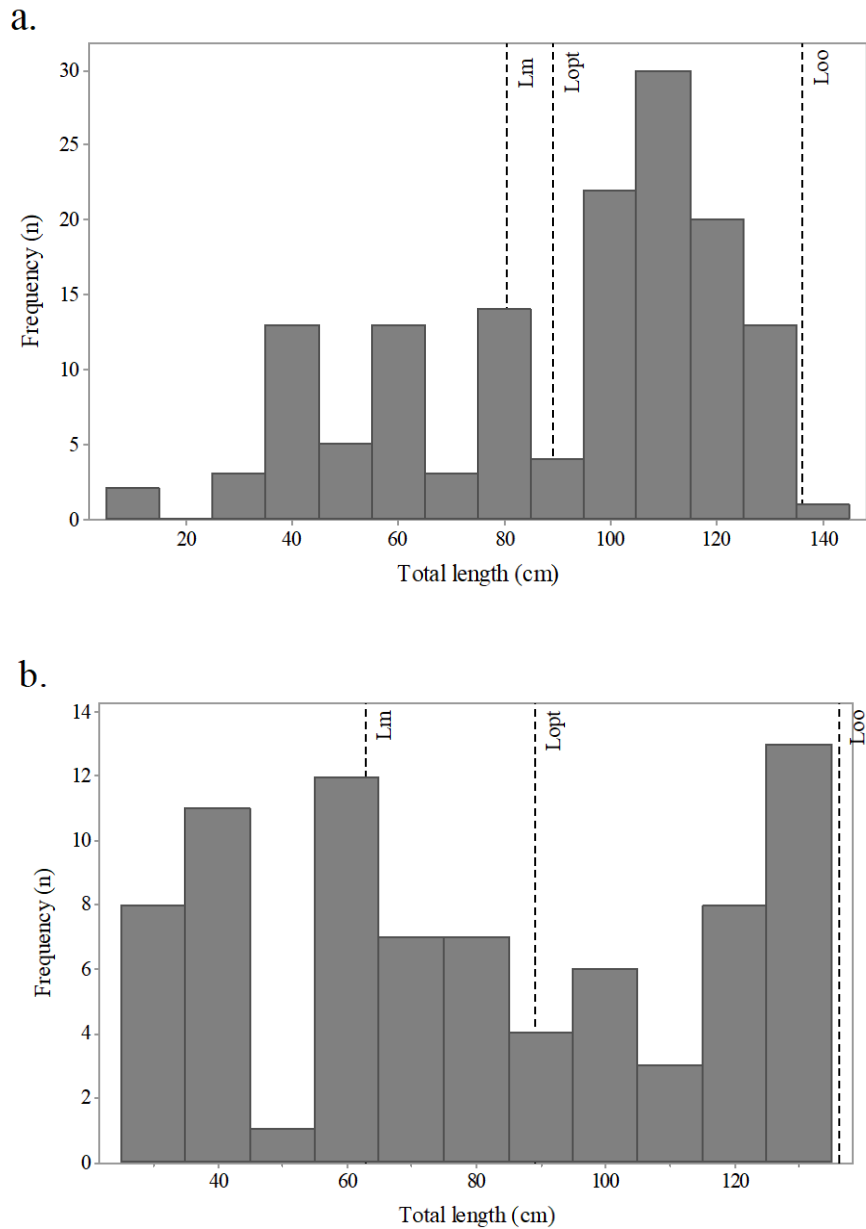 a.
Lm
Lopt
Loo
30
25
20
15
10
5
0
Frequency (n)
20 40 60 80 100 120 140
Total length (cm)
b.
Lm
Lopt
Loo
14
12
10
8
6
4
2
0
Frequency (n)
40 60 80 100 120
Total length (cm)